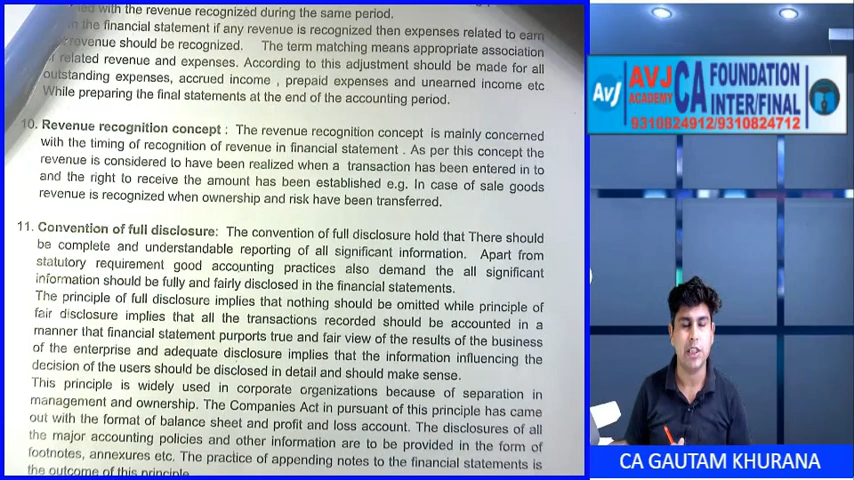 with the revenue recognized during the same period.
the financial statement if any revenue is recognized then expenses related to earn
revenue should be recognized. The term matching means appropriate association
related revenue and expenses. According to this adjustment should be made for all
outstanding expenses, accrued income , prepaid expenses and unearned income etc
While preparing the final statements at the end of the accounting period.
10. Revenue recognition concept : The revenue recognition concept is mainly concerned
with the timing of recognition of revenue in financial statement . As per this concept the
revenue is considered to have been realized when a transaction has been entered in to
and the right to receive the amount has been established e.g. In case of sale goods
revenue is recognized when ownership and risk have been transferred.
11. Convention of full disclosure: The convention of full disclosure hold that There should
be complete and understandable reporting of all significant information. Apart from
statutory requirement good accounting practices also demand the all significant
information should be fully and fairly disclosed in the financial statements.
The principle of full disclosure implies that nothing should be omitted while principle of
fair disclosure implies that all the transactions recorded should be accounted in a
manner that financial statement purports true and fair view of the results of the business
of the enterprise and adequate disclosure implies that the information influencing the
decision of the users should be disclosed in detail and should make sense.
This principle is widely used in corporate organizations because of separation in
management and ownership. The Companies Act in pursuant of this principle has came
out with the format of balance sheet and profit and loss account. The disclosures of all
the major accounting policies and other information are to be provided in the form of
footnotes, annexures etc. The practice of appending notes to the financial statements is
the outcome of this principle
AVJ
AVJ
ACADEMY
CA
FOUNDATION
INTER/FINAL
9310824912/9310824712
CA GAUTAM KHURANA